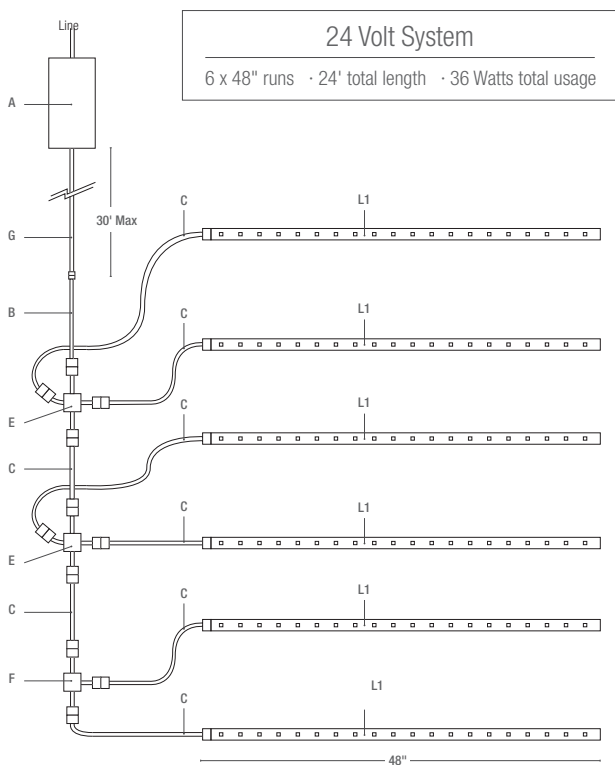 Line
24 Volt System
6 x 48" runs · 24' total length · 36 Watts total usage
A
C
L1
30' Max
G
B
C
L1
E
C
L1
C
C
L1
E
C
L1
C
F
C
L1
48"